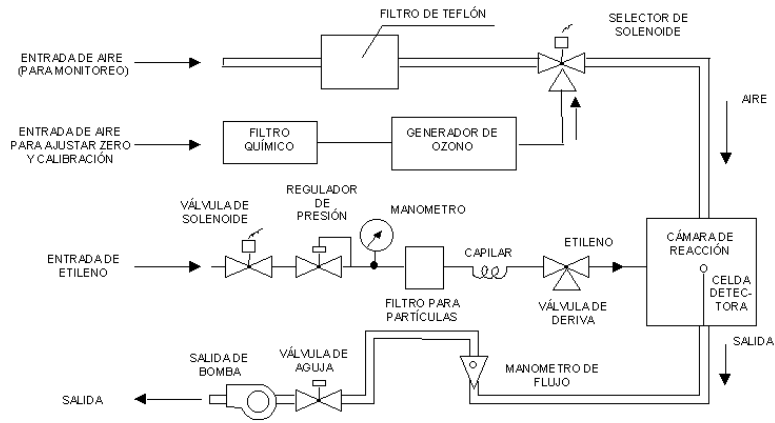 FILTRO DE TEFLÓN
SELECTOR DE
SOLENOIDE
ENTRADA DE AIRE
(PARA MONITOREO)
AIRE
ENTRADA DE AIRE
PARA AJUSTAR ZERO
Y CALIBRACIÓN
FILTRO
QUÍMICO
GENERADOR DE
OZONO
VÁLVULA DE
SOLENOIDE
REGULADOR
DE
PRESIÓN
MANOMETRO
ENTRADA DE
ETILENO
CAPILAR
ETILENO
CÁMARA DE
REACCIÓN
CELDA
DETEC-
TORA
FILTRO PARA
PARTÍCULAS
VÁLVULA DE
DERIVA
SALIDA
SALIDA DE
BOMBA
VÁLVULA DE
AGUJA
MANOMETRO DE
FLUJO
SALIDA